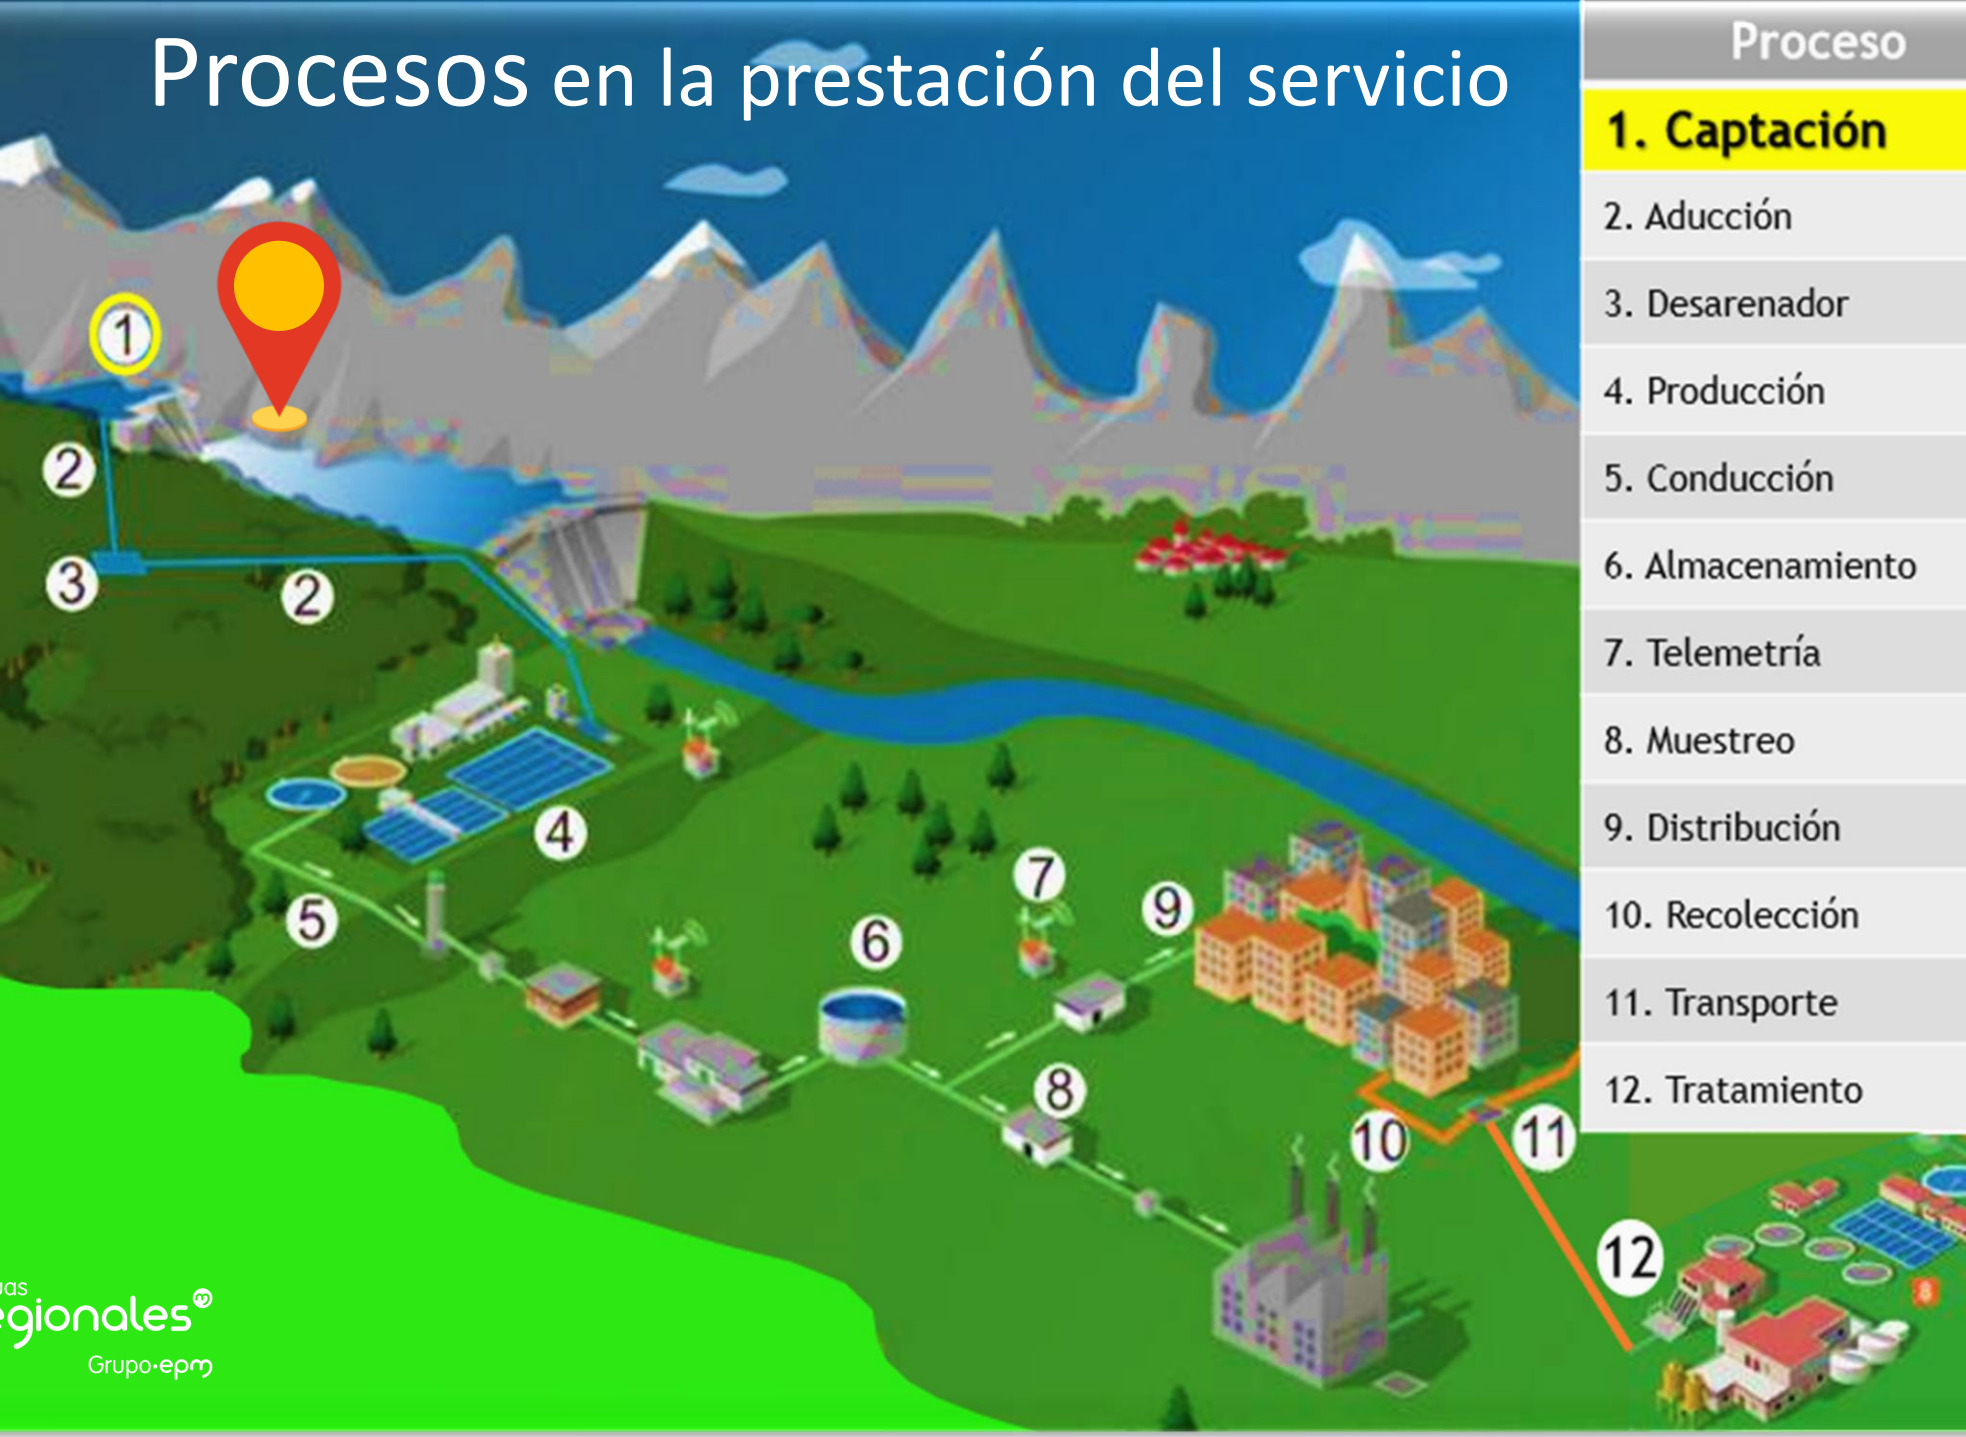 Procesos en la prestación del servicio
Proceso
1. Captación
2. Aducción
3. Desarenador
4. Producción
5. Conducción
6. Almacenamiento
7. Telemetría
8. Muestreo
9. Distribución
10. Recolección
11. Transporte
12. Tratamiento
1
2
3
2
4
5
6
7
9
8
10
11
12
8
uas
egionales
Grupo·epm